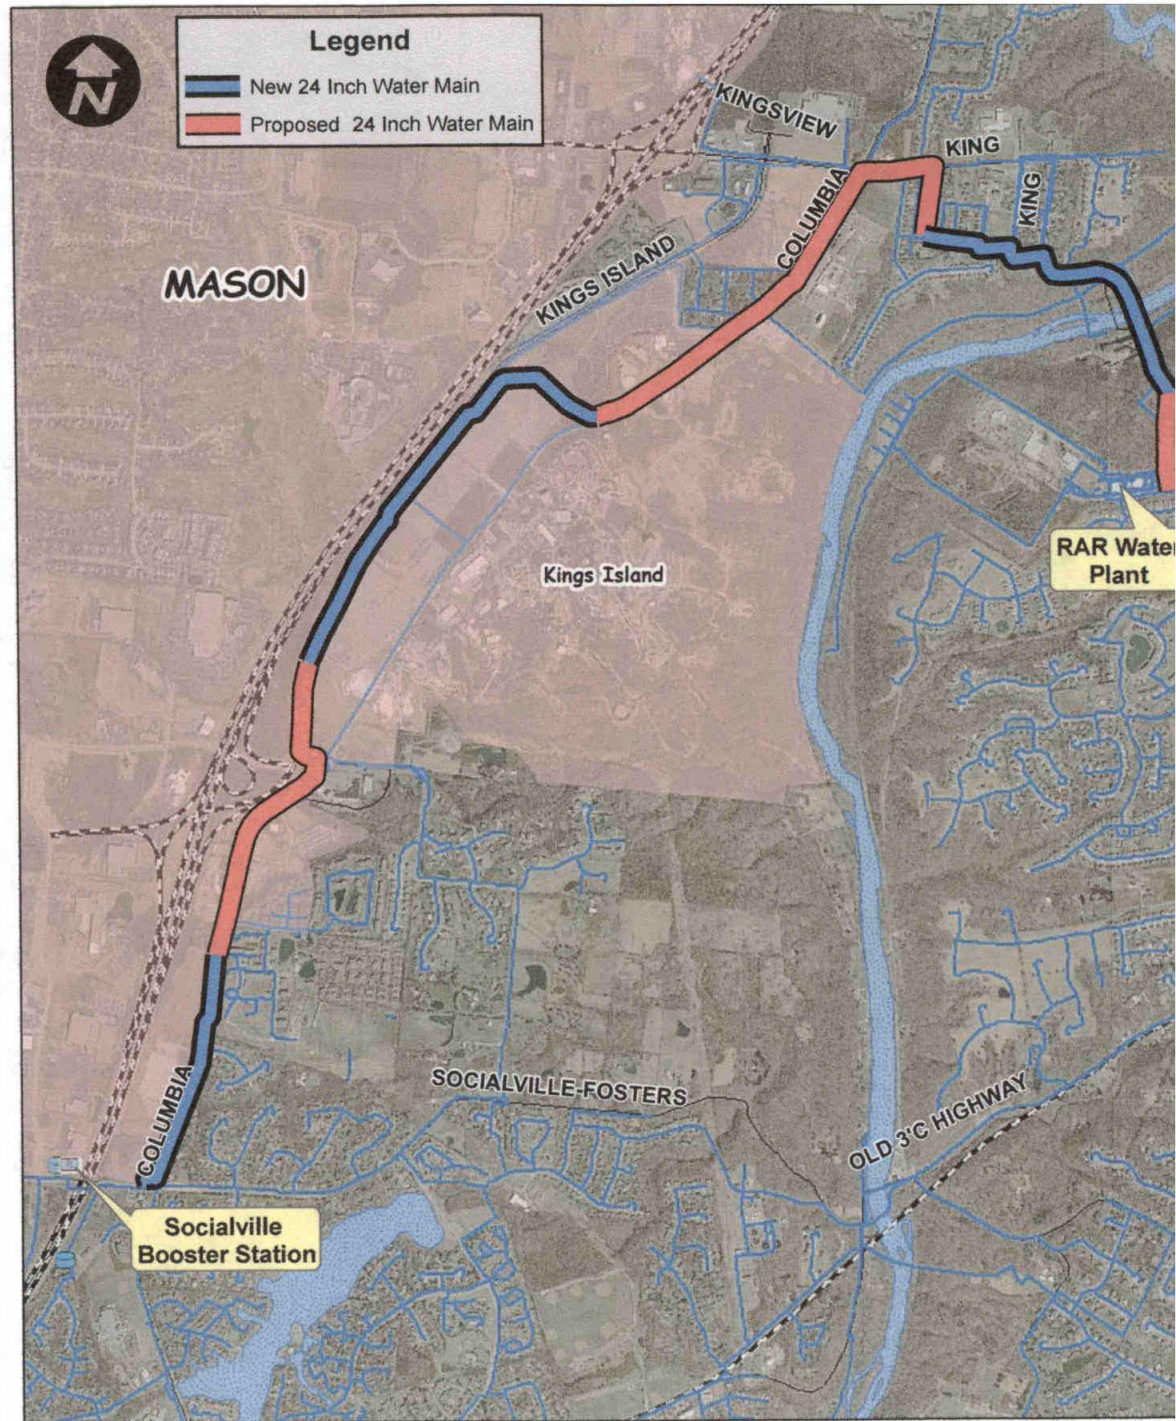 Legend
N
New 24 Inch Water Main
Proposed 24 Inch Water Main
KINGSVIEW
KING
KING
COLUMBIA
KINGS ISLAND
MASON
RAR Water
Plant
Kings Island
SOCIALVILLE-FOSTERS
COLUMBIA
OLD 3'C HIGHWAY
Socialville
Booster Station